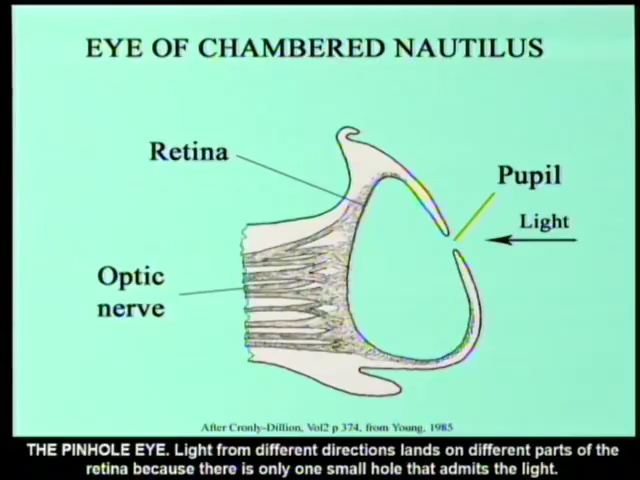 EYE OF CHAMBERED NAUTILUS
Retina
Pupil
Light
Optic
nerve
After Cronly-Dillion, Vol2 p 374, from Young, 1985
THE PINHOLE EYE. Light from different directions lands on different parts of the
retina because there is only one small hole that admits the light.